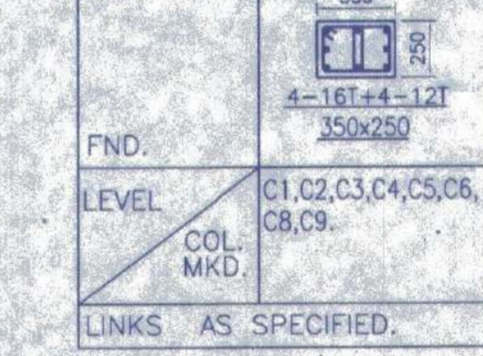 250
4-16T+4-12T
350x250
FND.
LEVEL
COL.
MKD.
C1,C2,C3,C4,C5,C6,
C8,C9.
LINKS AS SPECIFIED.